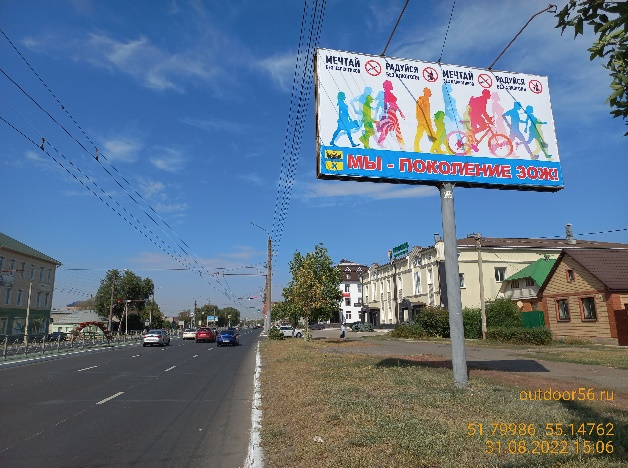 МЕЧТАЙ РАДУЙСЯ МЕЧТАЙ РАДУЙСЯ
МЫ - ПОКОЛЕНИЕ ЗОЖ!
outdoor56.ru
51.79986, 55.14762
31.08.2022 15:06